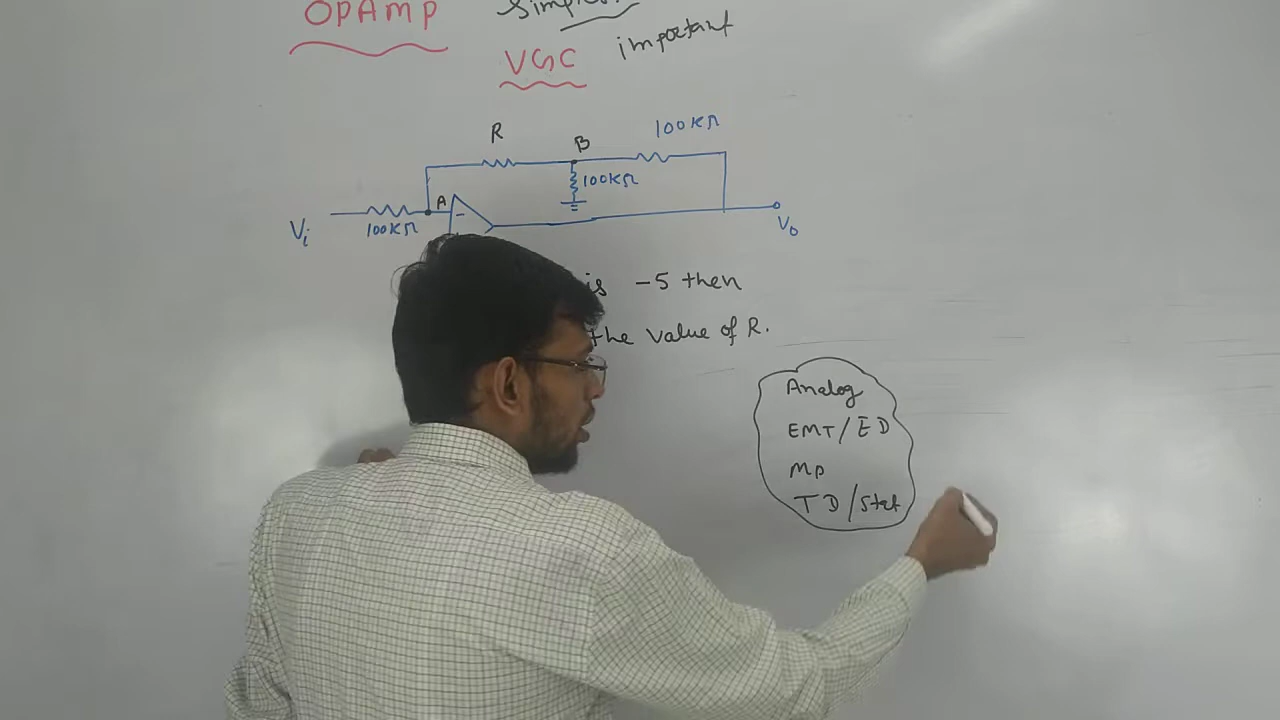 OPAMP
important
VGC
R
B
100KΩ
100KΩ
A
-
Vi
100KΩ
Vo
is -5 then
the value of R.
Analog
EMT/ED
MP
TD/Stat